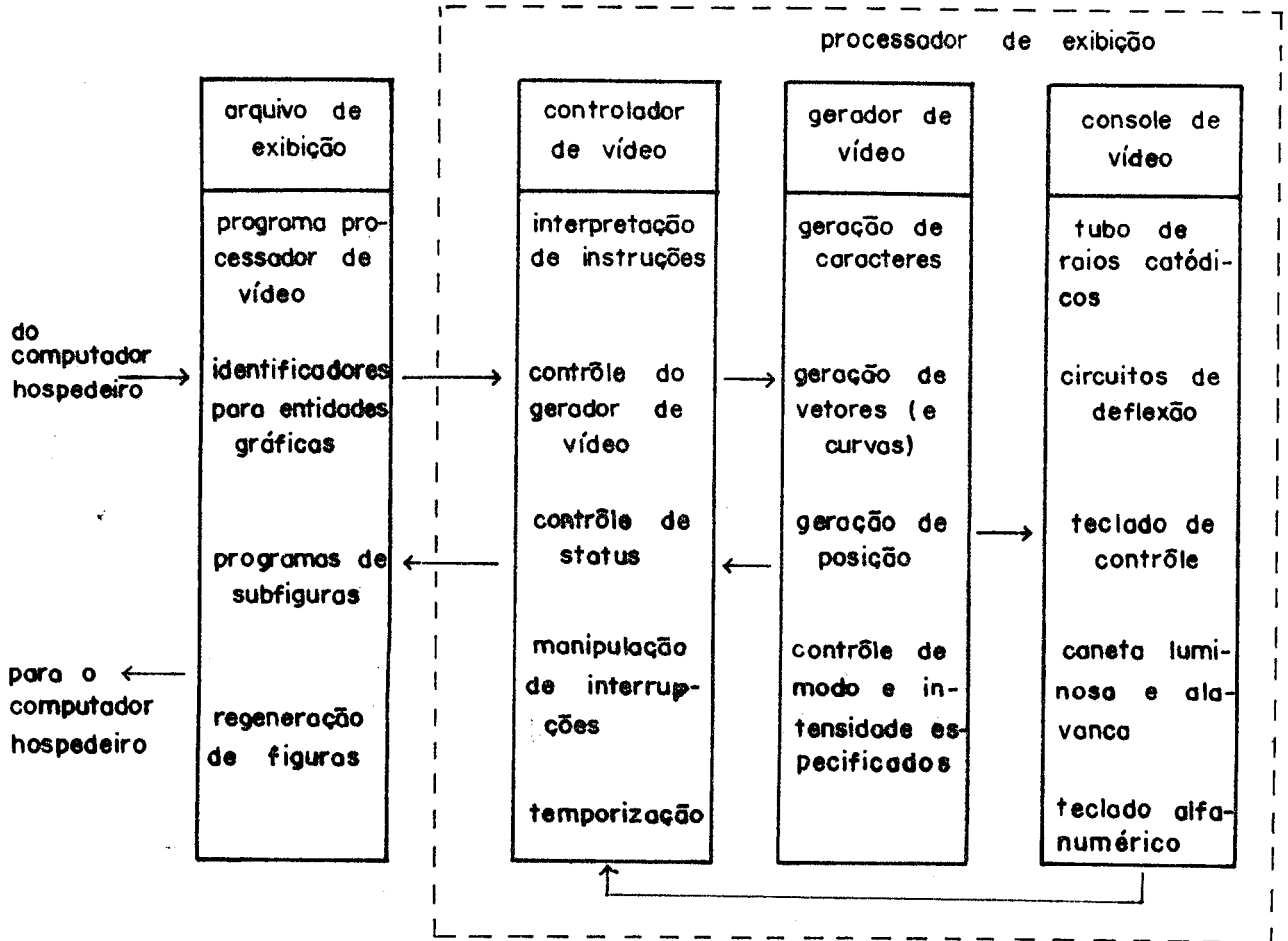 processador de exibição
do
computador
hospedeiro
para o
computador
hospedeiro
arquivo de
exibição
programa pro-
cessador de
vídeo
identificadores
para entidades
gráficas
programas de
subfiguras
regeneração
de figuras
controlador
de vídeo
interpretação
de instruções
contrôle do
gerador de
vídeo
contrôle de
status
manipulação
de interrup-
ções
temporização
gerador de
vídeo
geração de
caracteres
geração de
vetores (e
curvas)
geração de
posição
contrôle de
modo e in-
tensidade es-
pecificados
console de
vídeo
tubo de
raios catódi-
cos
circuitos de
deflexão
teclado de
contrôle
caneta lumi-
nosa e ala-
vanca
teclado alfa-
numérico